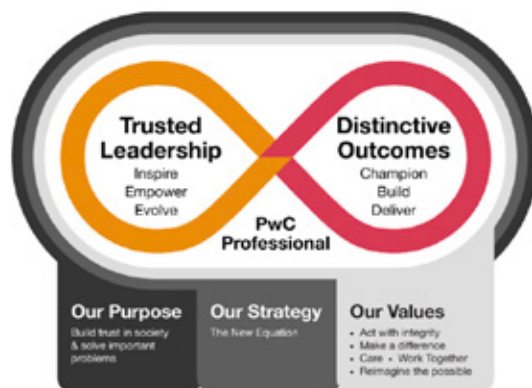 Trusted
Leadership
Inspire
Empower
Evolve
Distinctive
Outcomes
Champion
Build
Deliver
PwC
Professional
Our Purpose
Build trust in society
& solve important
problems
Our Strategy
The New Equation
Our Values
• Act with integrity
• Make a difference
• Care • Work Together
• Reimagine the possible